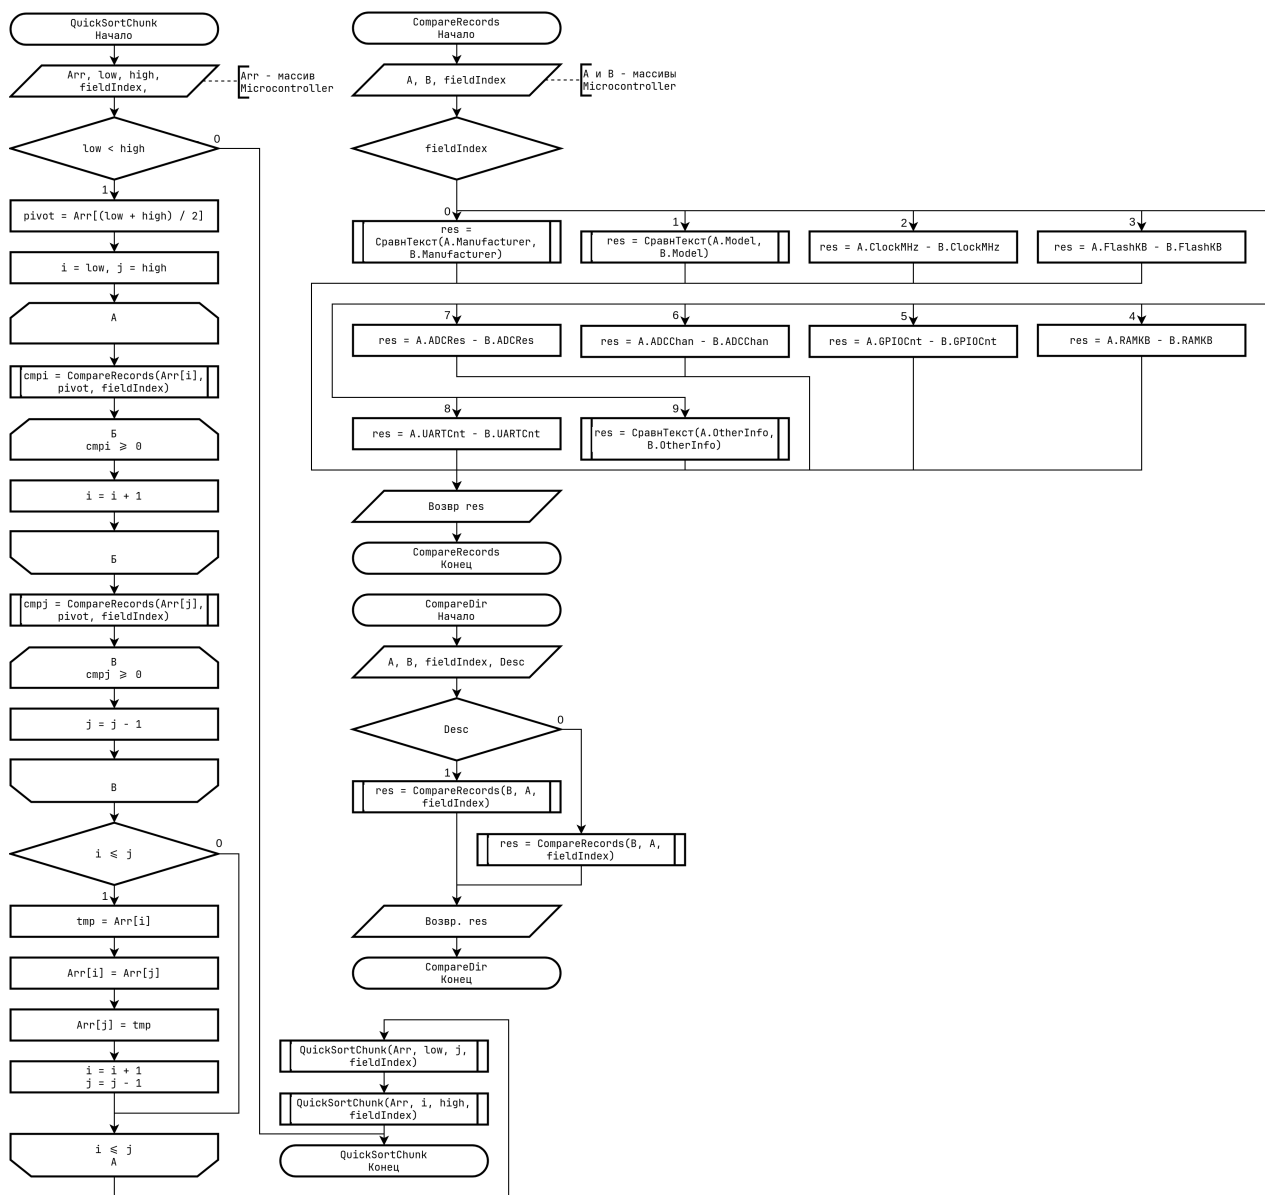 QuickSortChunk
Начало
Arr, low, high,
fieldIndex,
Arr - массив
Microcontroller
low < high
0
1
pivot = Arr[(low + high) / 2]
i = low, j = high
А
cmpi = CompareRecords(Arr[i],
pivot, fieldIndex)
Б
cmpi ⩾ 0
i = i + 1
Б
cmpj = CompareRecords(Arr[j],
pivot, fieldIndex)
В
cmpj ⩾ 0
j = j - 1
В
i ⩽ j
0
1
tmp = Arr[i]
Arr[i] = Arr[j]
Arr[j] = tmp
i = i + 1
j = j - 1
i ⩽ j
А
QuickSortChunk(Arr, low, j,
fieldIndex)
QuickSortChunk(Arr, i, high,
fieldIndex)
QuickSortChunk
Конец
CompareRecords
Начало
A, B, fieldIndex
А и В - массивы
Microcontroller
fieldIndex
0
res =
СравнТекст(A.Manufacturer,
B.Manufacturer)
1
res = СравнТекст(A.Model,
B.Model)
2
res = A.ClockMHz - B.ClockMHz
3
res = A.FlashKB - B.FlashKB
7
res = A.ADCRes - B.ADCRes
6
res = A.ADCChan - B.ADCChan
5
res = A.GPIOCnt - B.GPIOCnt
4
res = A.RAMKB - B.RAMKB
8
res = A.UARTCnt - B.UARTCnt
9
res = СравнТекст(A.OtherInfo,
B.OtherInfo)
Возвр res
CompareRecords
Конец
CompareDir
Начало
A, B, fieldIndex, Desc
Desc
0
1
res = CompareRecords(B, A,
fieldIndex)
res = CompareRecords(B, A,
fieldIndex)
Возвр. res
CompareDir
Конец